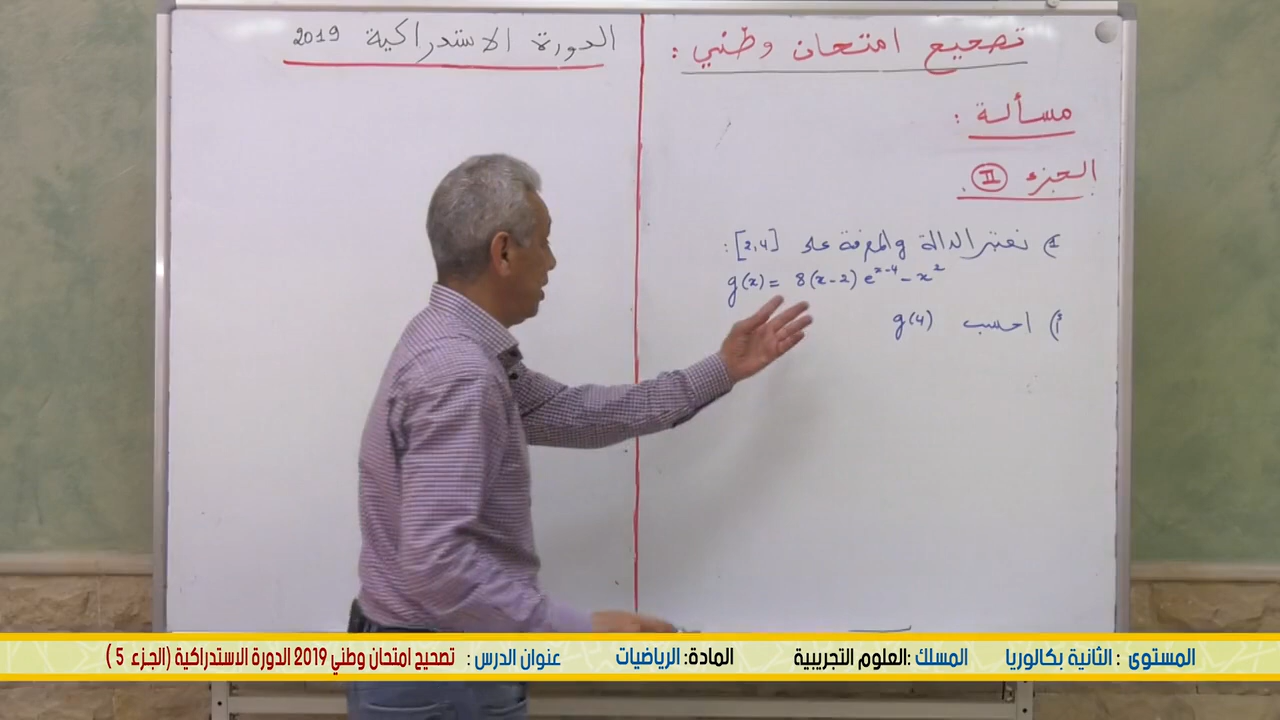 تصحيح امتحان وطني : الدورة الاستدراكية 2019
مسألة :
الجزء II
نعتبر الدالة g المعرفة على [2,4] :
g(x) = 8(x-2) e^{x-4} - x^2
أ) احسب g(4)
المستوى : الثانية بكالوريا المسلك :العلوم التجريبية المادة: الرياضيات عنوان الدرس : تصحيح امتحان وطني 2019 الدورة الاستدراكية (الجزء 5 )